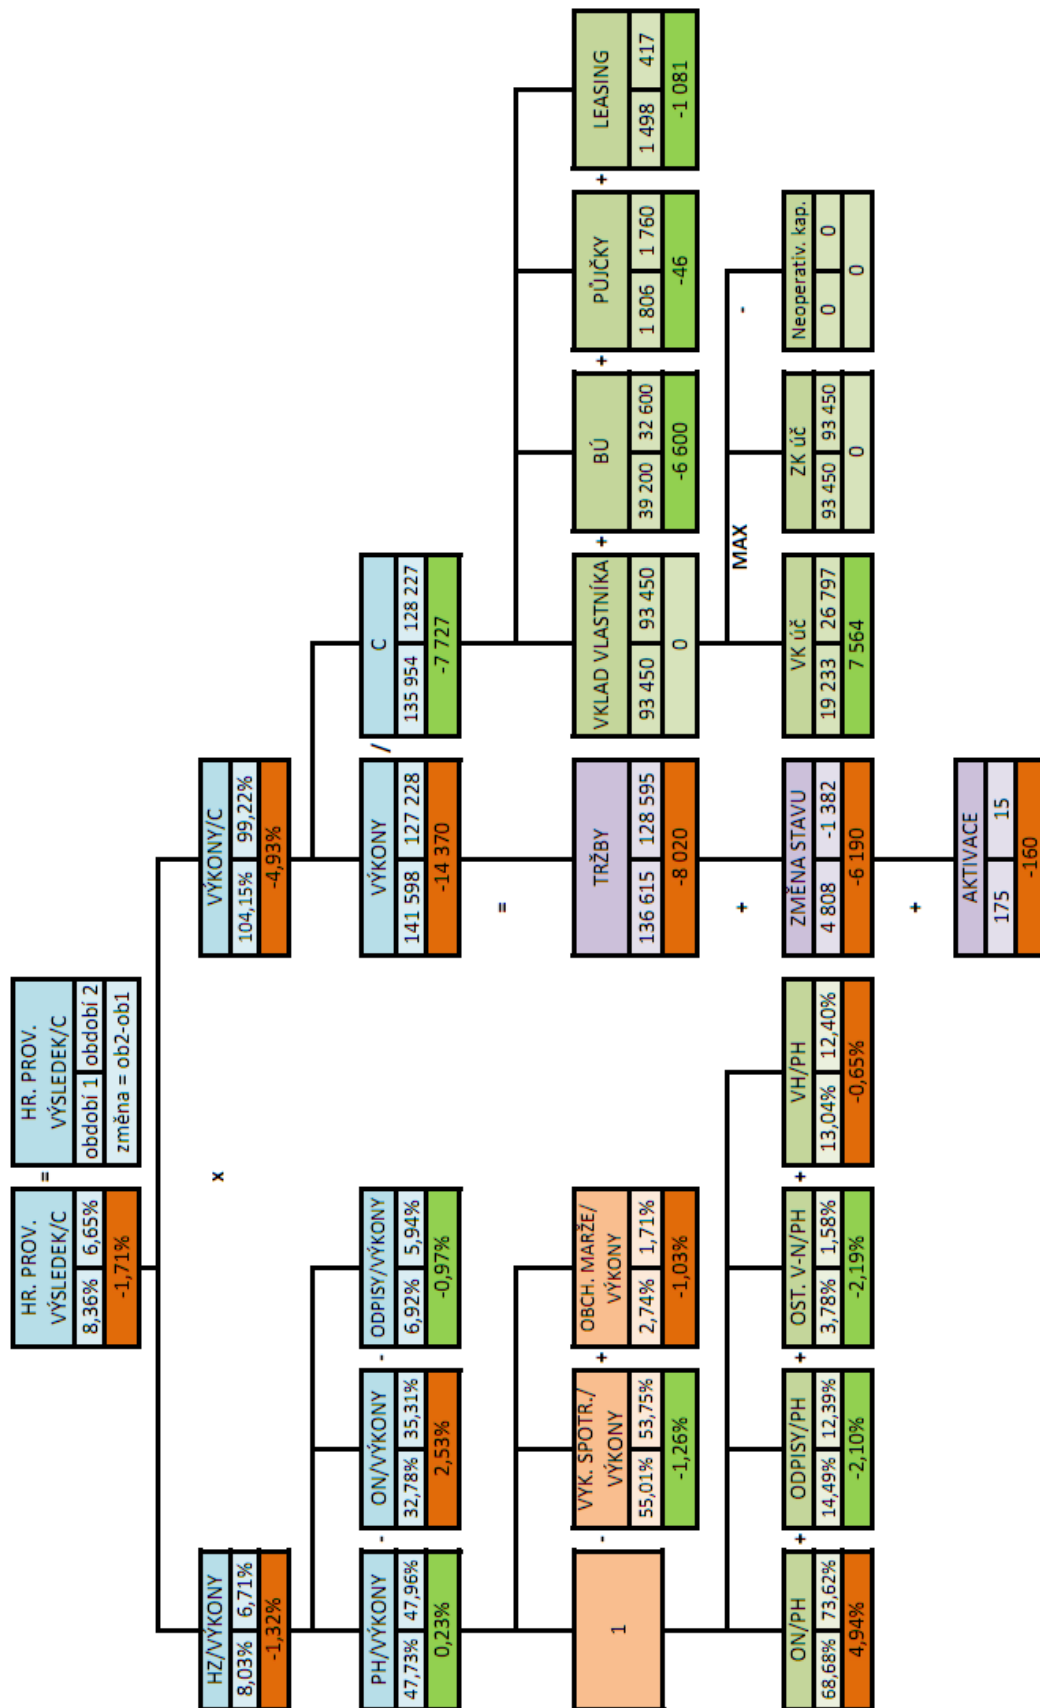 HR. PROV.
VÝSLEDEK/C
8,36% 6,65%
-1,71%
=
HR. PROV.
VÝSLEDEK/C
období 1 období 2
změna = ob2-ob1
HZ/VÝKONY
8,03% 6,71%
-1,32%
x
VÝKONY/C
104,15% 99,22%
-4,93%
PH/VÝKONY
47,73% 47,96%
0,23%
-
ON/VÝKONY
32,78% 35,31%
2,53%
-
ODPISY/VÝKONY
6,92% 5,94%
-0,97%
VÝKONY
141 598 127 228
-14 370
/
C
135 954 128 227
-7 727
=
1
-
VÝK. SPOTŘ./
VÝKONY
55,01% 53,75%
-1,26%
+
OBCH. MARŽE/
VÝKONY
2,74% 1,71%
-1,03%
TRŽBY
136 615 128 595
-8 020
VKLAD VLASTNÍKA
93 450 93 450
0
+
BÚ
39 200 32 600
-6 600
+
PŮJČKY
1 806 1 760
-46
+
LEASING
1 498 417
-1 081
+
MAX
-
ON/PH
68,68% 73,62%
4,94%
+
ODPISY/PH
14,49% 12,39%
-2,10%
+
OST. V-N/PH
3,78% 1,58%
-2,19%
+
VH/PH
13,04% 12,40%
-0,65%
ZMĚNA STAVU
4 808 -1 382
-6 190
VK úč
19 233 26 797
7 564
ZK úč
93 450 93 450
0
Neoperativ. kap.
0 0
0
+
AKTIVACE
175 15
-160